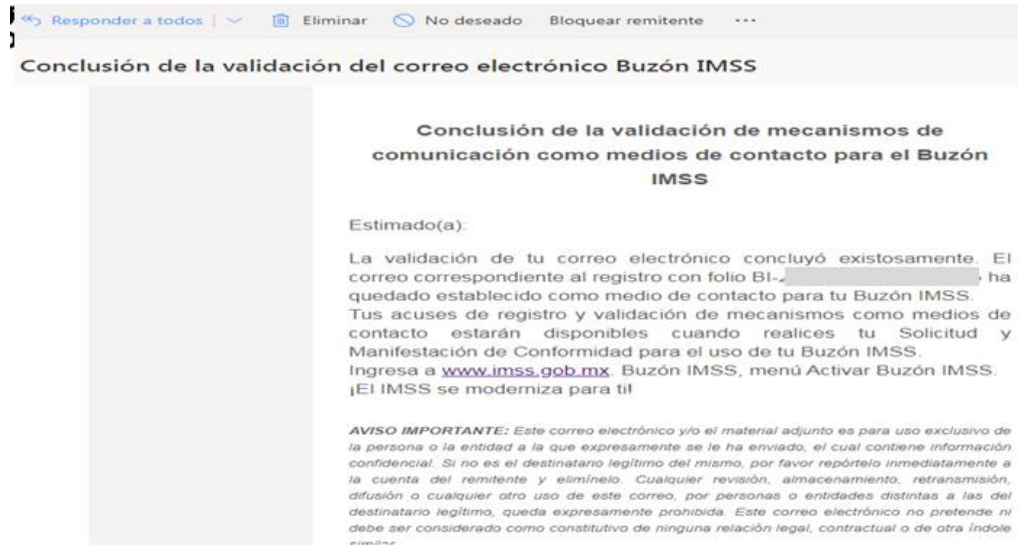 Responder a todos
Eliminar
No deseado
Bloquear remitente
...
Conclusión de la validación del correo electrónico Buzón IMSS
Conclusión de la validación de mecanismos de
comunicación como medios de contacto para el Buzón
IMSS
Estimado(a):
La validación de tu correo electrónico concluyó existosamente. El
correo correspondiente al registro con folio BI- ha
quedado establecido como medio de contacto para tu Buzón IMSS.
Tus acuses de registro y validación de mecanismos como medios de
contacto estarán disponibles cuando realices tu Solicitud y
Manifestación de Conformidad para el uso de tu Buzón IMSS.
Ingresa a www.imss.gob.mx. Buzón IMSS, menú Activar Buzón IMSS.
¡El IMSS se moderniza para ti!
AVISO IMPORTANTE: Este correo electrónico y/o el material adjunto es para uso exclusivo de
la persona o la entidad a la que expresamente se le ha enviado, el cual contiene información
confidencial. Si no es el destinatario legítimo del mismo, por favor repórtelo inmediatamente a
la cuenta del remitente y elimínelo. Cualquier revisión, almacenamiento, retransmisión,
difusión o cualquier otro uso de este correo, por personas o entidades distintas a las del
destinatario legítimo, queda expresamente prohibida. Este correo electrónico no pretende ni
debe ser considerado como constitutivo de ninguna relación legal, contractual o de otra índole
similar